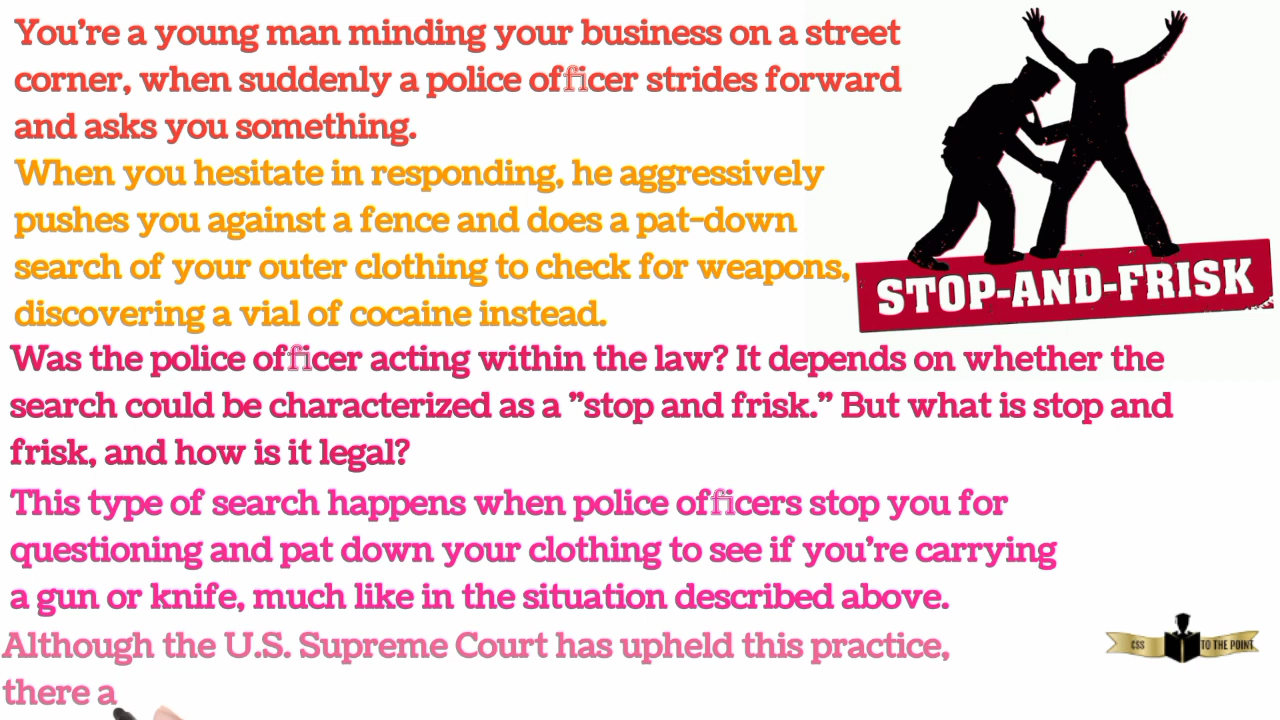 You're a young man minding your business on a street
corner, when suddenly a police officer strides forward
and asks you something.
When you hesitate in responding, he aggressively
pushes you against a fence and does a pat-down
search of your outer clothing to check for weapons,
discovering a vial of cocaine instead.
STOP-AND-FRISK
Was the police officer acting within the law? It depends on whether the
search could be characterized as a "stop and frisk." But what is stop and
frisk, and how is it legal?
This type of search happens when police officers stop you for
questioning and pat down your clothing to see if you're carrying
a gun or knife, much like in the situation described above.
Although the U.S. Supreme Court has upheld this practice,
there a
CSS TO THE POINT